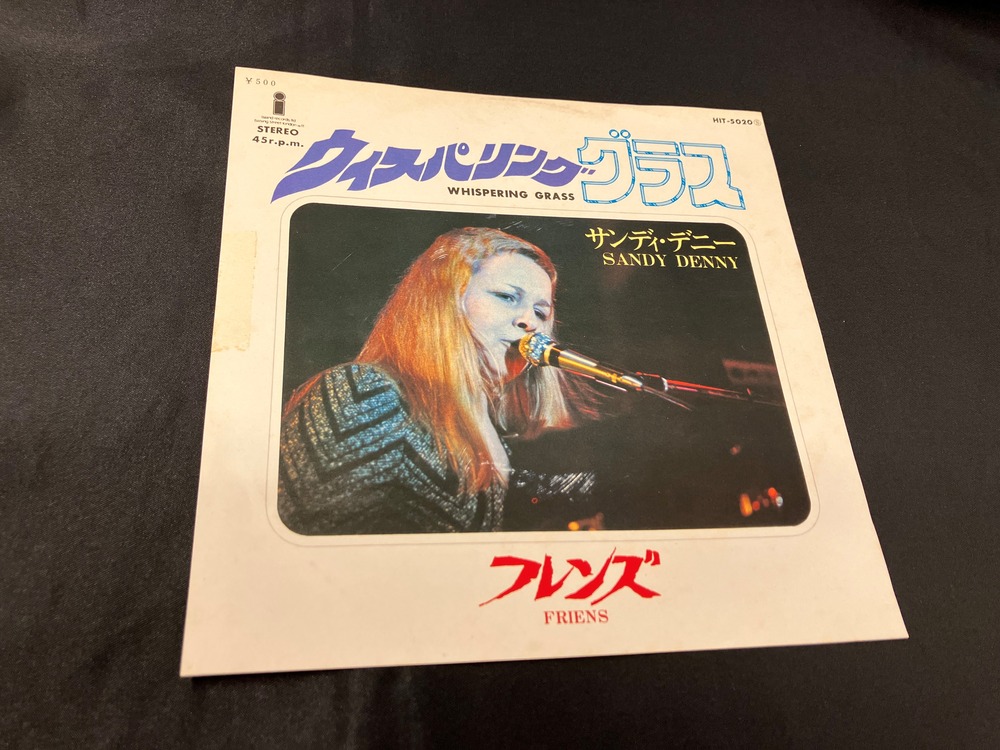 ¥500
STEREO
45r.p.m.
HIT-5020
ウィスパリング グラス
WHISPERING GRASS
サンディ・デニー
SANDY DENNY
フレンズ
FRIENS